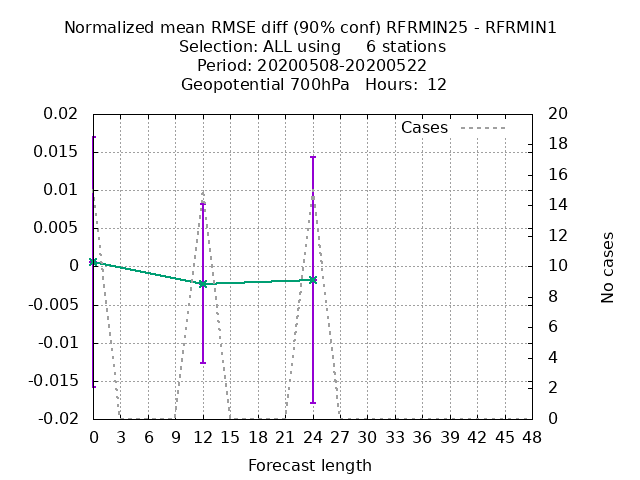 Normalized mean RMSE diff (90% conf) RFRMIN25 - RFRMIN1
Selection: ALL using     6 stations
Period: 20200508-20200522
Geopotential 700hPa   Hours:  12
Cases
0.02
0.015
0.01
0.005
0
-0.005
-0.01
-0.015
-0.02
20
18
16
14
12
10
8
6
4
2
0
No cases
0 3 6 9 12 15 18 21 24 27 30 33 36 39 42 45 48
Forecast length